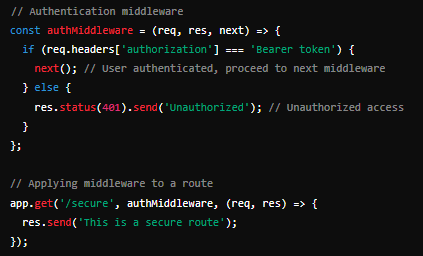 // Authentication middleware
const authMiddleware = (req, res, next) => {
  if (req.headers['authorization'] === 'Bearer token') {
    next(); // User authenticated, proceed to next middleware
  } else {
    res.status(401).send('Unauthorized'); // Unauthorized access
  }
};

// Applying middleware to a route
app.get('/secure', authMiddleware, (req, res) => {
  res.send('This is a secure route');
});